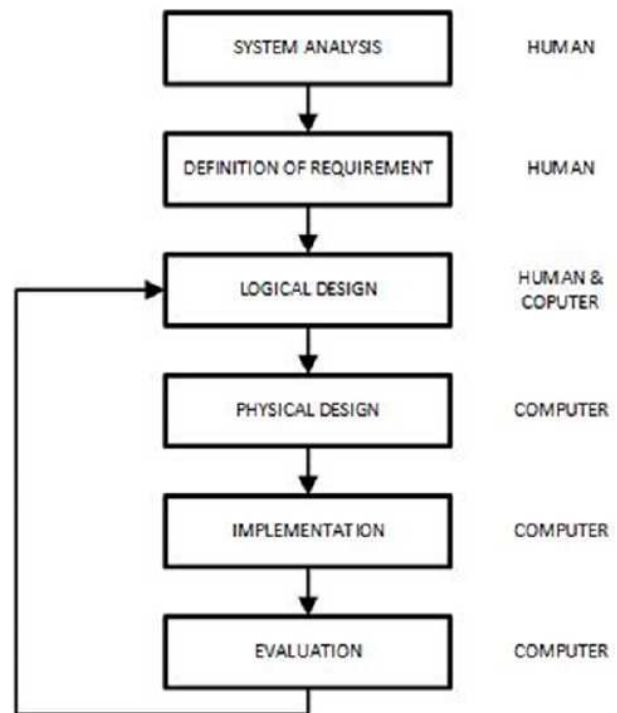 SYSTEM ANALYSIS
HUMAN
DEFINITION OF REQUIREMENT
HUMAN
LOGICAL DESIGN
HUMAN &
COPUTER
PHYSICAL DESIGN
COMPUTER
IMPLEMENTATION
COMPUTER
EVALUATION
COMPUTER